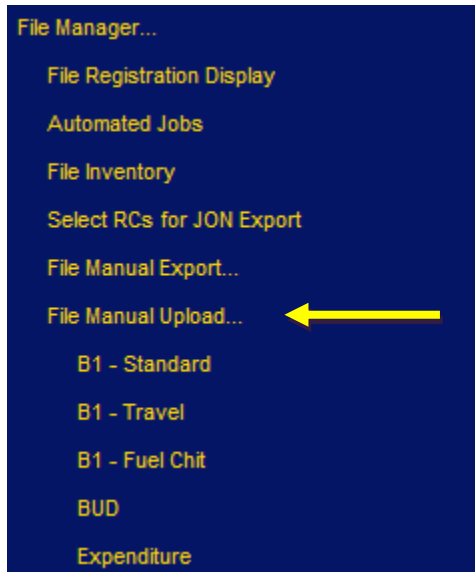 File Manager...
File Registration Display
Automated Jobs
File Inventory
Select RCs for JON Export
File Manual Export...
File Manual Upload...
B1 - Standard
B1 - Travel
B1 - Fuel Chit
BUD
Expenditure